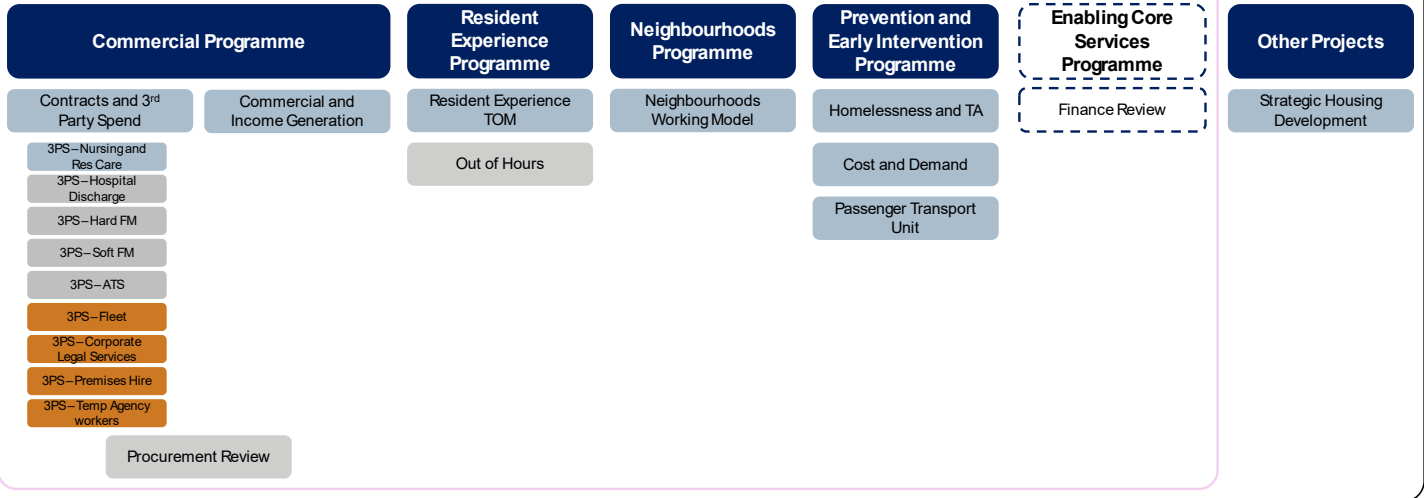 Commercial Programme
Resident
Experience
Programme
Neighbourhoods
Programme
Prevention and
Early Intervention
Programme
Enabling Core
Services
Programme
Other Projects
Contracts and 3rd
Party Spend
Commercial and
Income Generation
Resident Experience
TOM
Neighbourhoods
Working Model
Homelessness and TA
Finance Review
Strategic Housing
Development
3PS–Nursing and
Res Care
3PS–Hospital
Discharge
3PS–Hard FM
3PS–Soft FM
3PS–ATS
3PS–Fleet
3PS–Corporate
Legal Services
3PS–Premises Hire
3PS–Temp Agency
workers
Procurement Review
Out of Hours
Cost and Demand
Passenger Transport
Unit